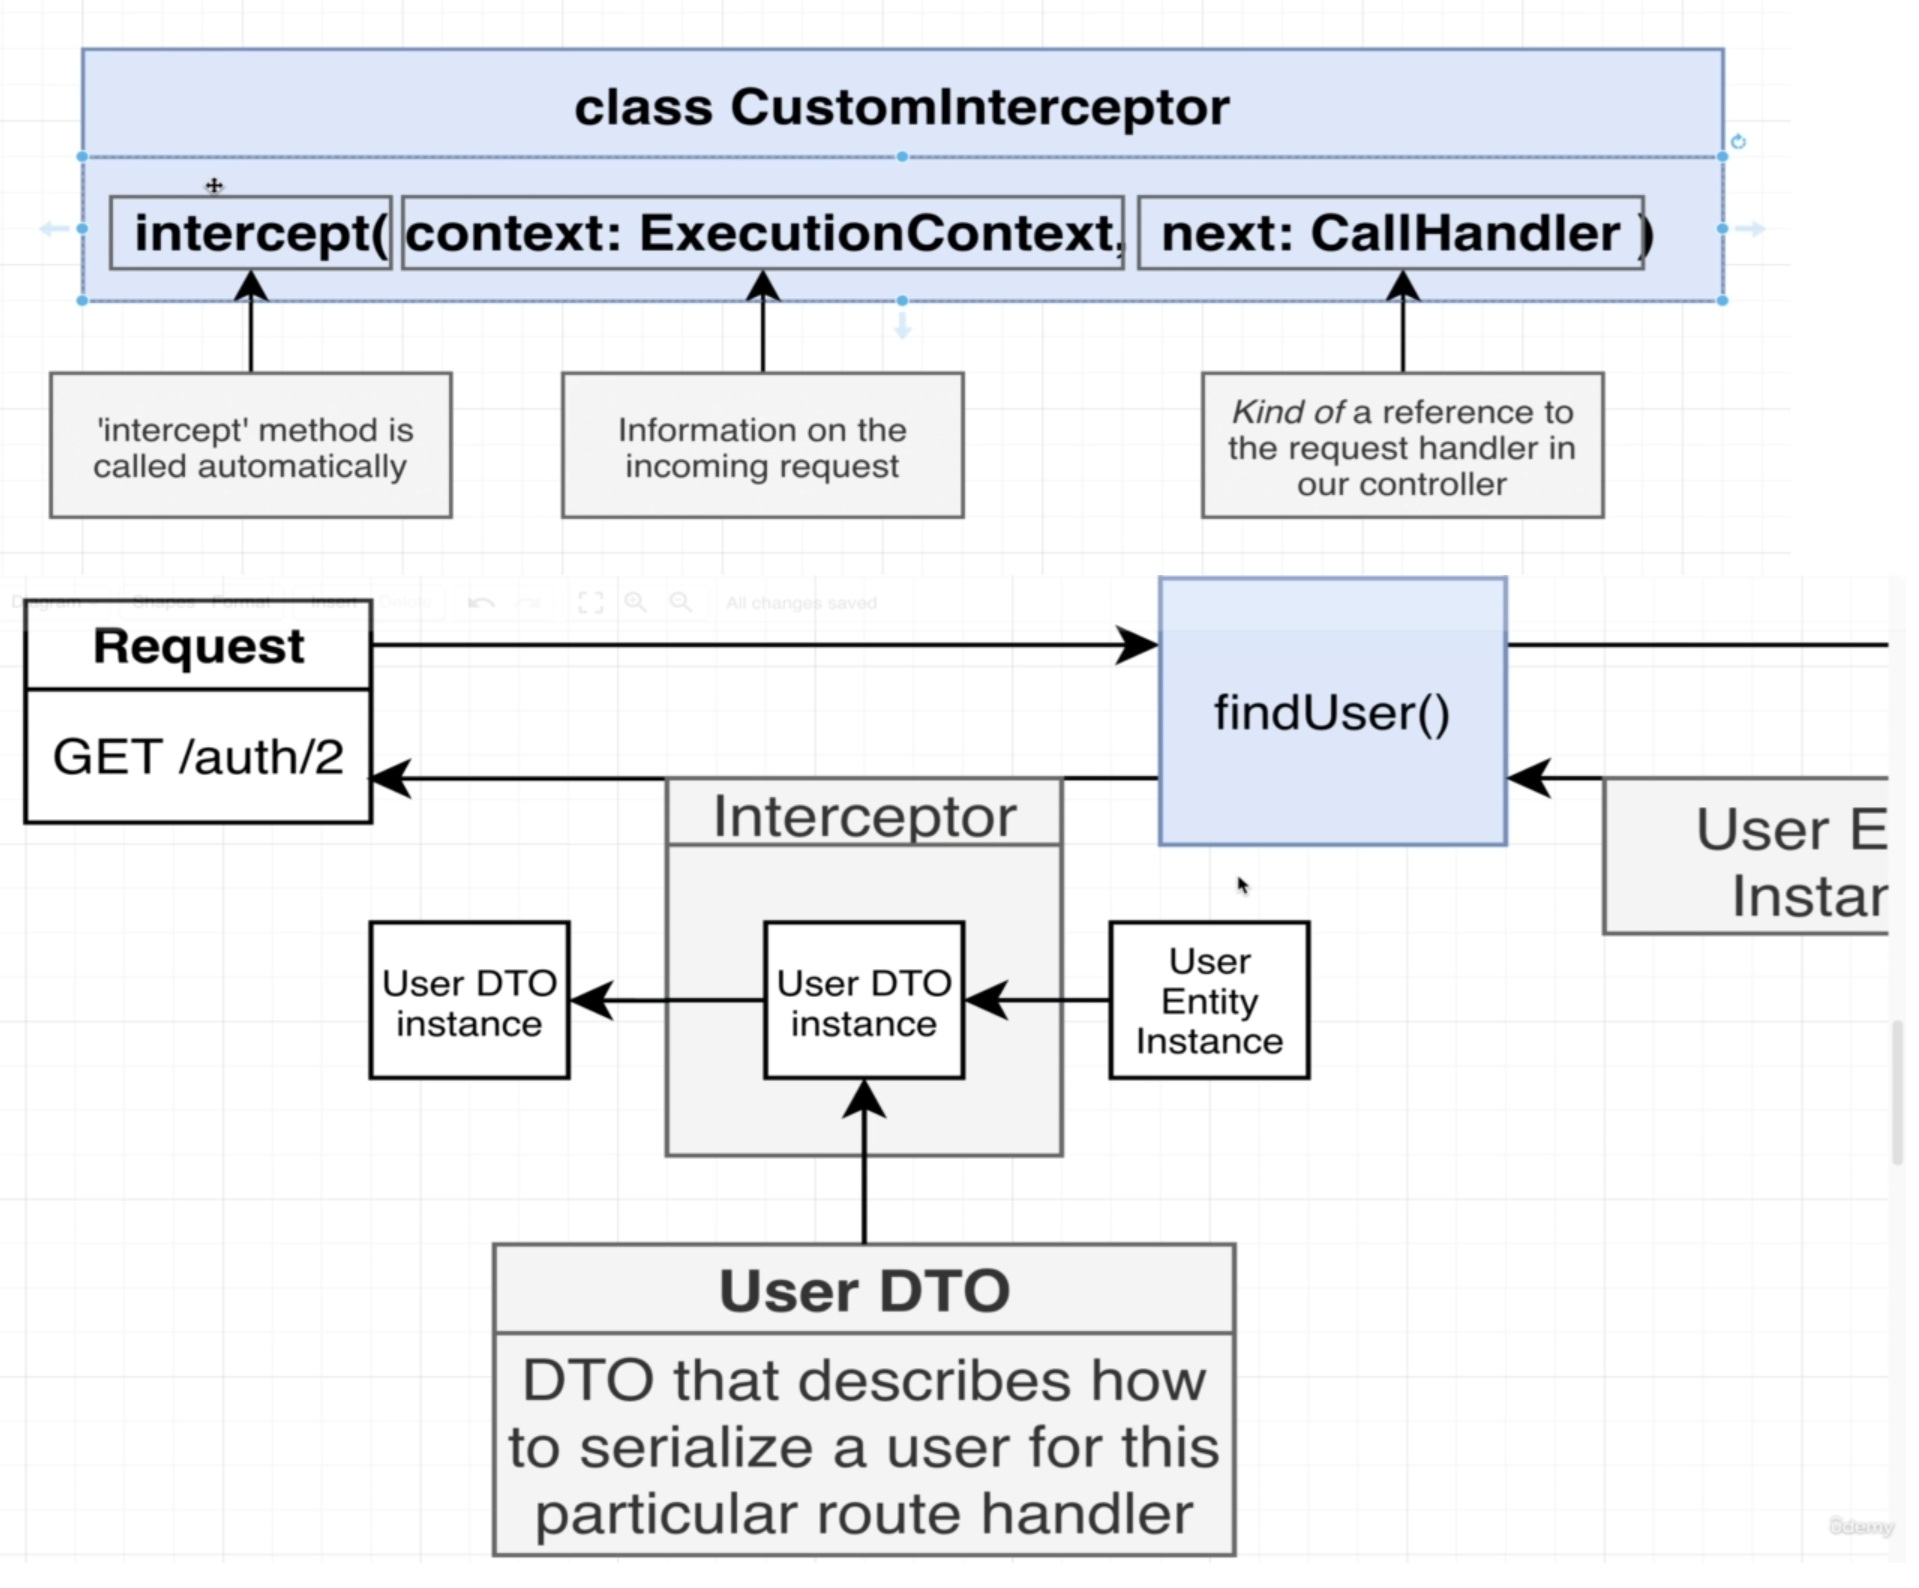 class CustomInterceptor
intercept( context: ExecutionContext, next: CallHandler )
'intercept' method is
called automatically
Information on the
incoming request
Kind of a reference to
the request handler in
our controller
Diagram Shapes Format Insert Delete All changes saved
Request
GET /auth/2
findUser()
Interceptor
User E
Instar
User DTO
instance
User DTO
instance
User
Entity
Instance
User DTO
DTO that describes how
to serialize a user for this
particular route handler
ûdemy